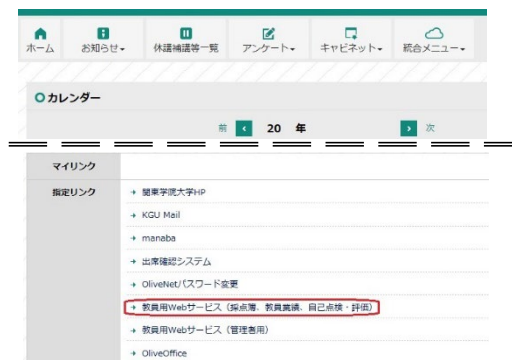 ホーム
お知らせ
休講補講等一覧
アンケート
キャビネット
統合メニュー
カレンダー
前 20 年 次
マイリンク
指定リンク
関東学院大学HP
KGU Mail
manaba
出席確認システム
OliveNetパスワード変更
教員用Webサービス（採点簿、教員業績、自己点検・評価）
教員用Webサービス（管理者用）
OliveOffice